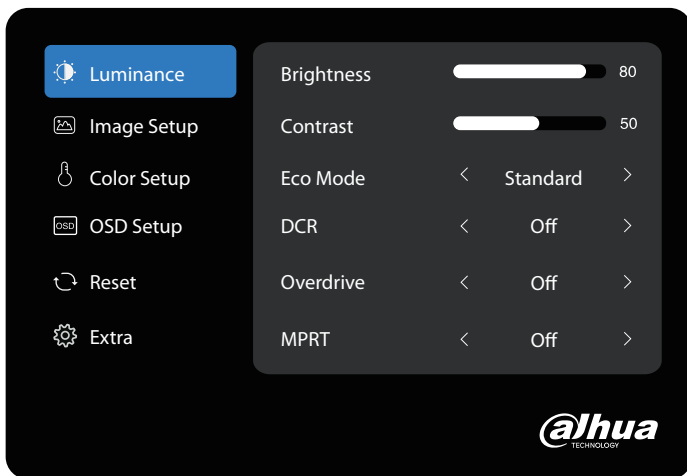 Luminance
Image Setup
Color Setup
OSD
OSD Setup
Reset
Extra
Brightness 80
Contrast 50
Eco Mode < Standard >
DCR < Off >
Overdrive < Off >
MPRT < Off >
alhua
TECHNOLOGY